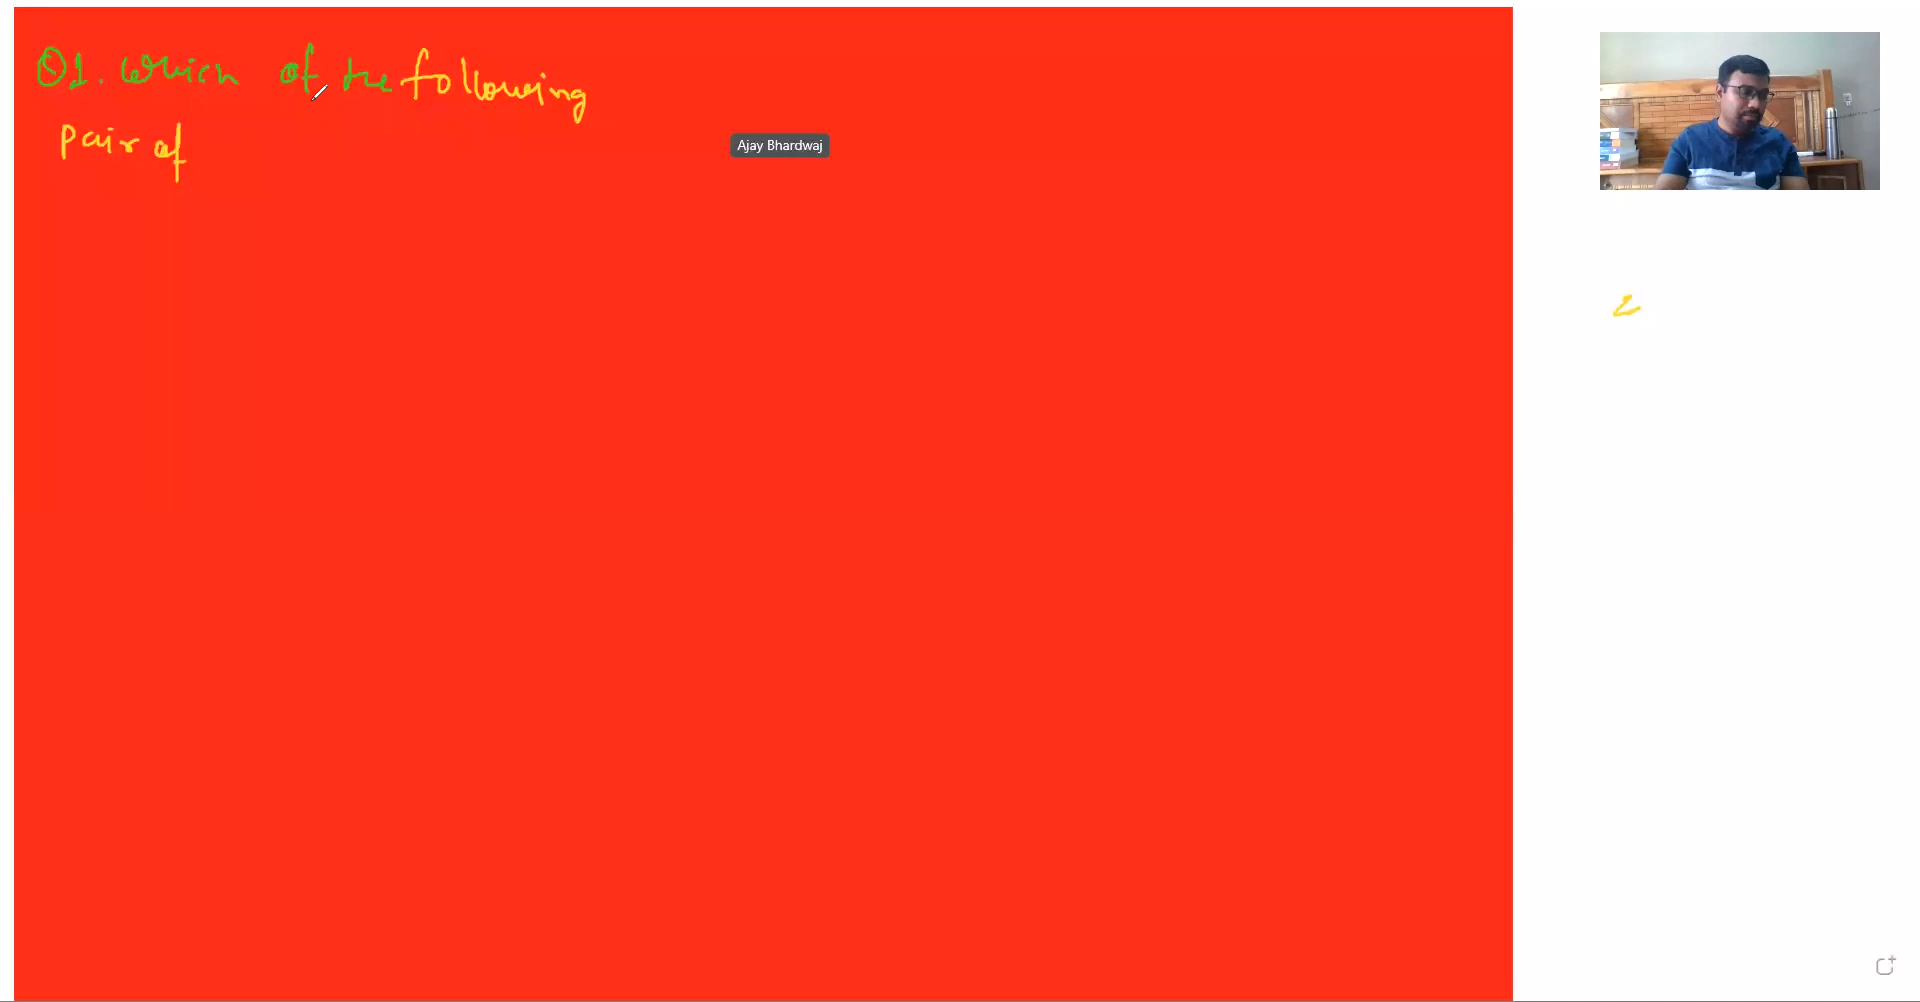 Q1. Which of the following
Pair of
Ajay Bhardwaj